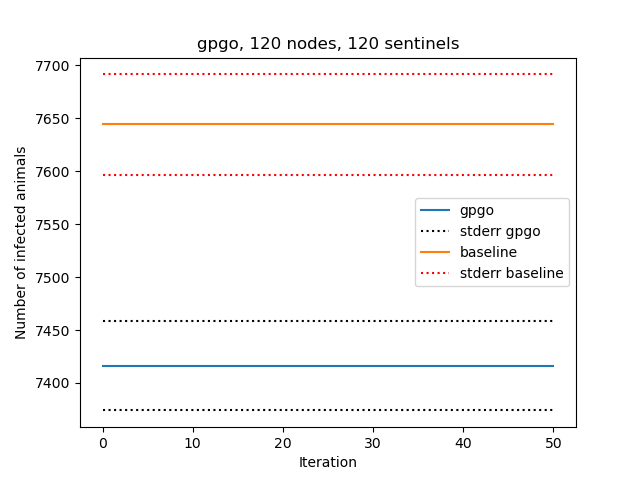 gpgo, 120 nodes, 120 sentinels
7700
7650
7600
7550
7500
7450
7400
Number of infected animals
gpgo
stderr gpgo
baseline
stderr baseline
0 10 20 30 40 50
Iteration